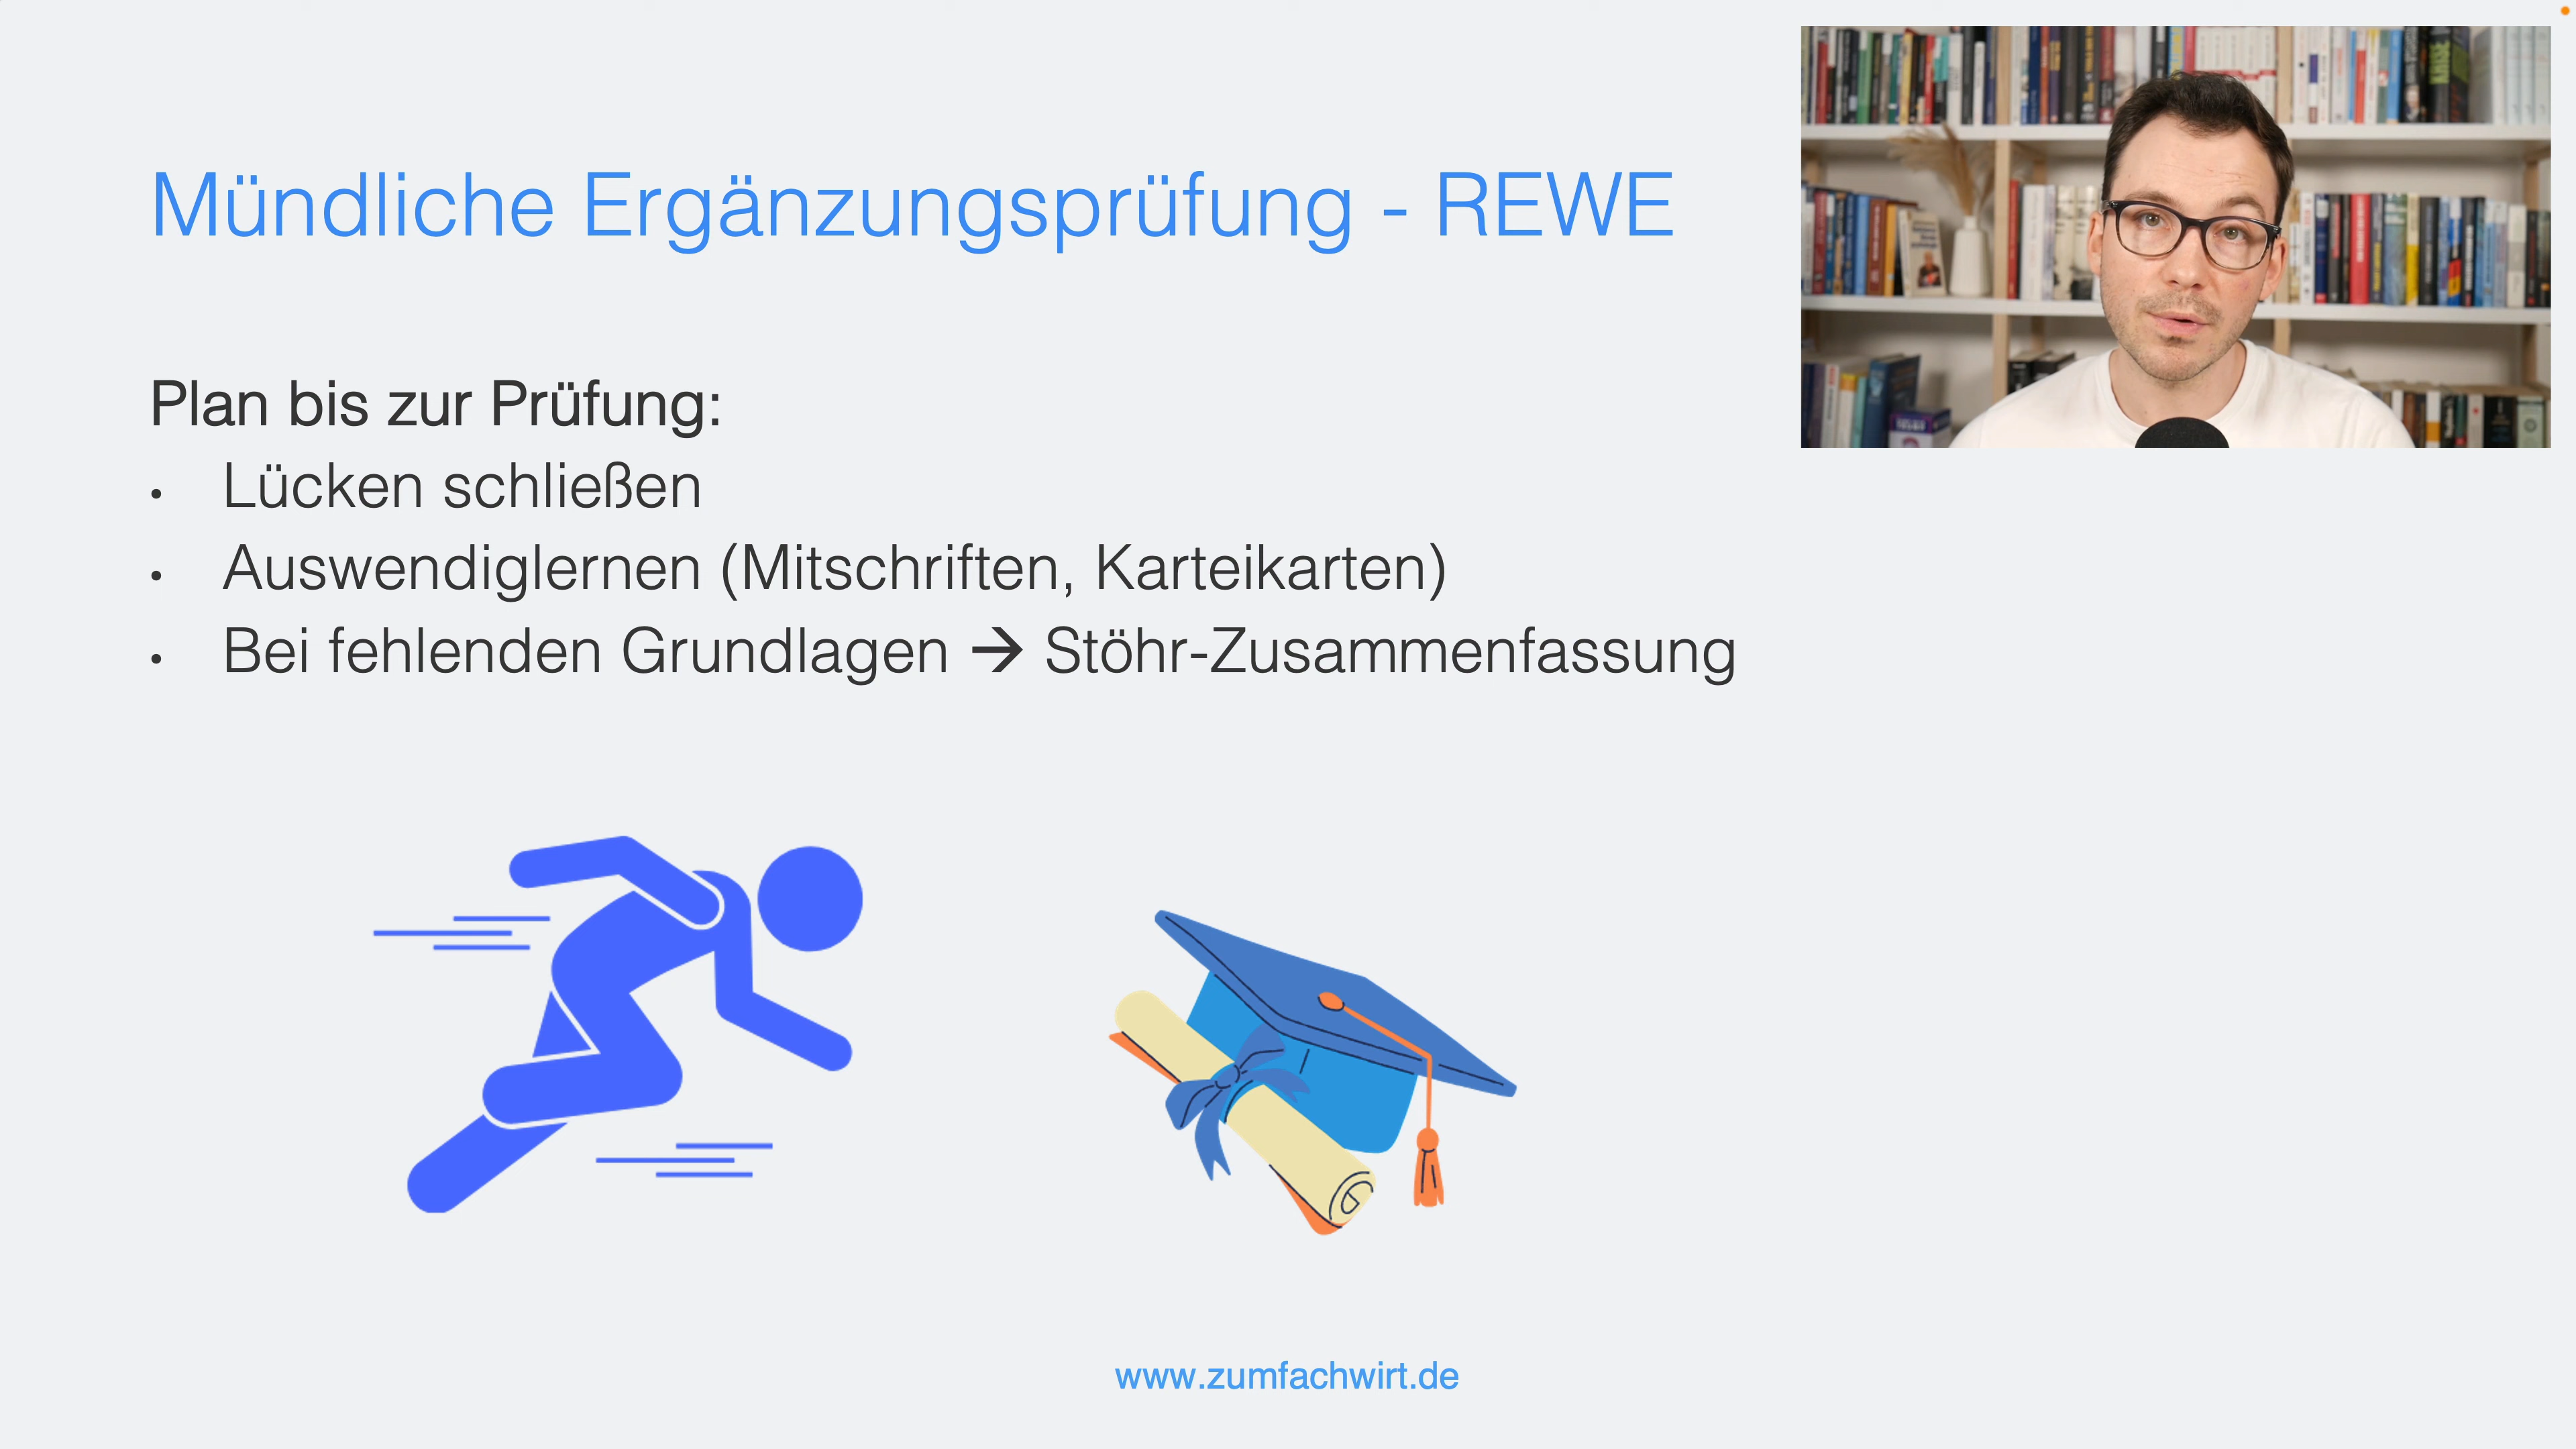 Mündliche Ergänzungsprüfung - REWE
Plan bis zur Prüfung:
• Lücken schließen
• Auswendiglernen (Mitschriften, Karteikarten)
• Bei fehlenden Grundlagen → Stöhr-Zusammenfassung
www.zumfachwirt.de